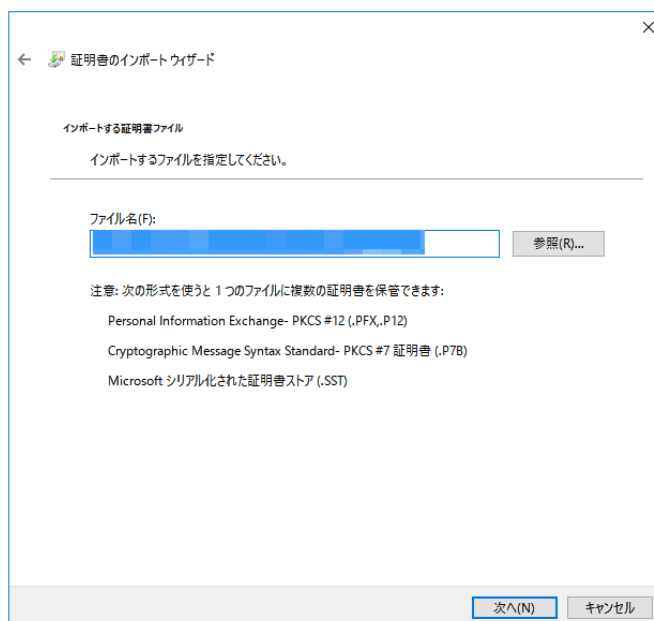 証明書のインポート ウィザード
インポートする証明書ファイル
インポートするファイルを指定してください。
ファイル名(F):
参照(R)...
注意: 次の形式を使うと 1 つのファイルに複数の証明書を保管できます:
Personal Information Exchange- PKCS #12 (.PFX,.P12)
Cryptographic Message Syntax Standard- PKCS #7 証明書 (.P7B)
Microsoft シリアル化された証明書ストア (.SST)
次へ(N)
キャンセル